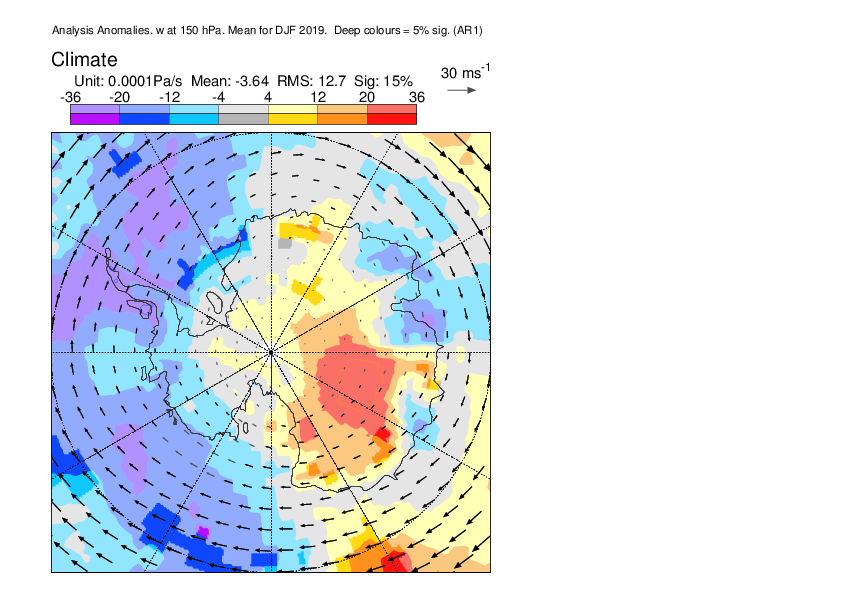 Analysis Anomalies. w at 150 hPa. Mean for DJF 2019. Deep colours = 5% sig. (AR1)
Climate
Unit: 0.0001Pa/s Mean: -3.64 RMS: 12.7 Sig: 15%
30 ms-1
-36 -20 -12 -4 4 12 20 36